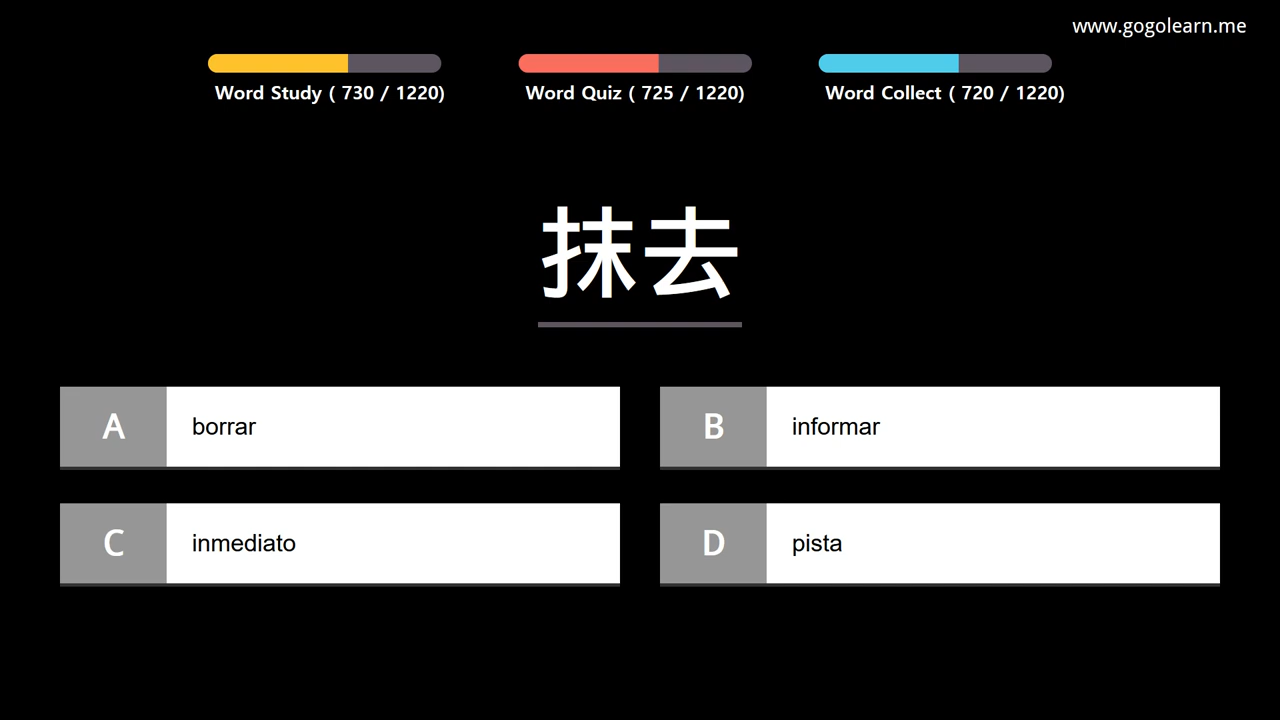 www.gogolearn.me
Word Study ( 730 / 1220)
Word Quiz ( 725 / 1220)
Word Collect ( 720 / 1220)
抹去
A borrar
B informar
C inmediato
D pista